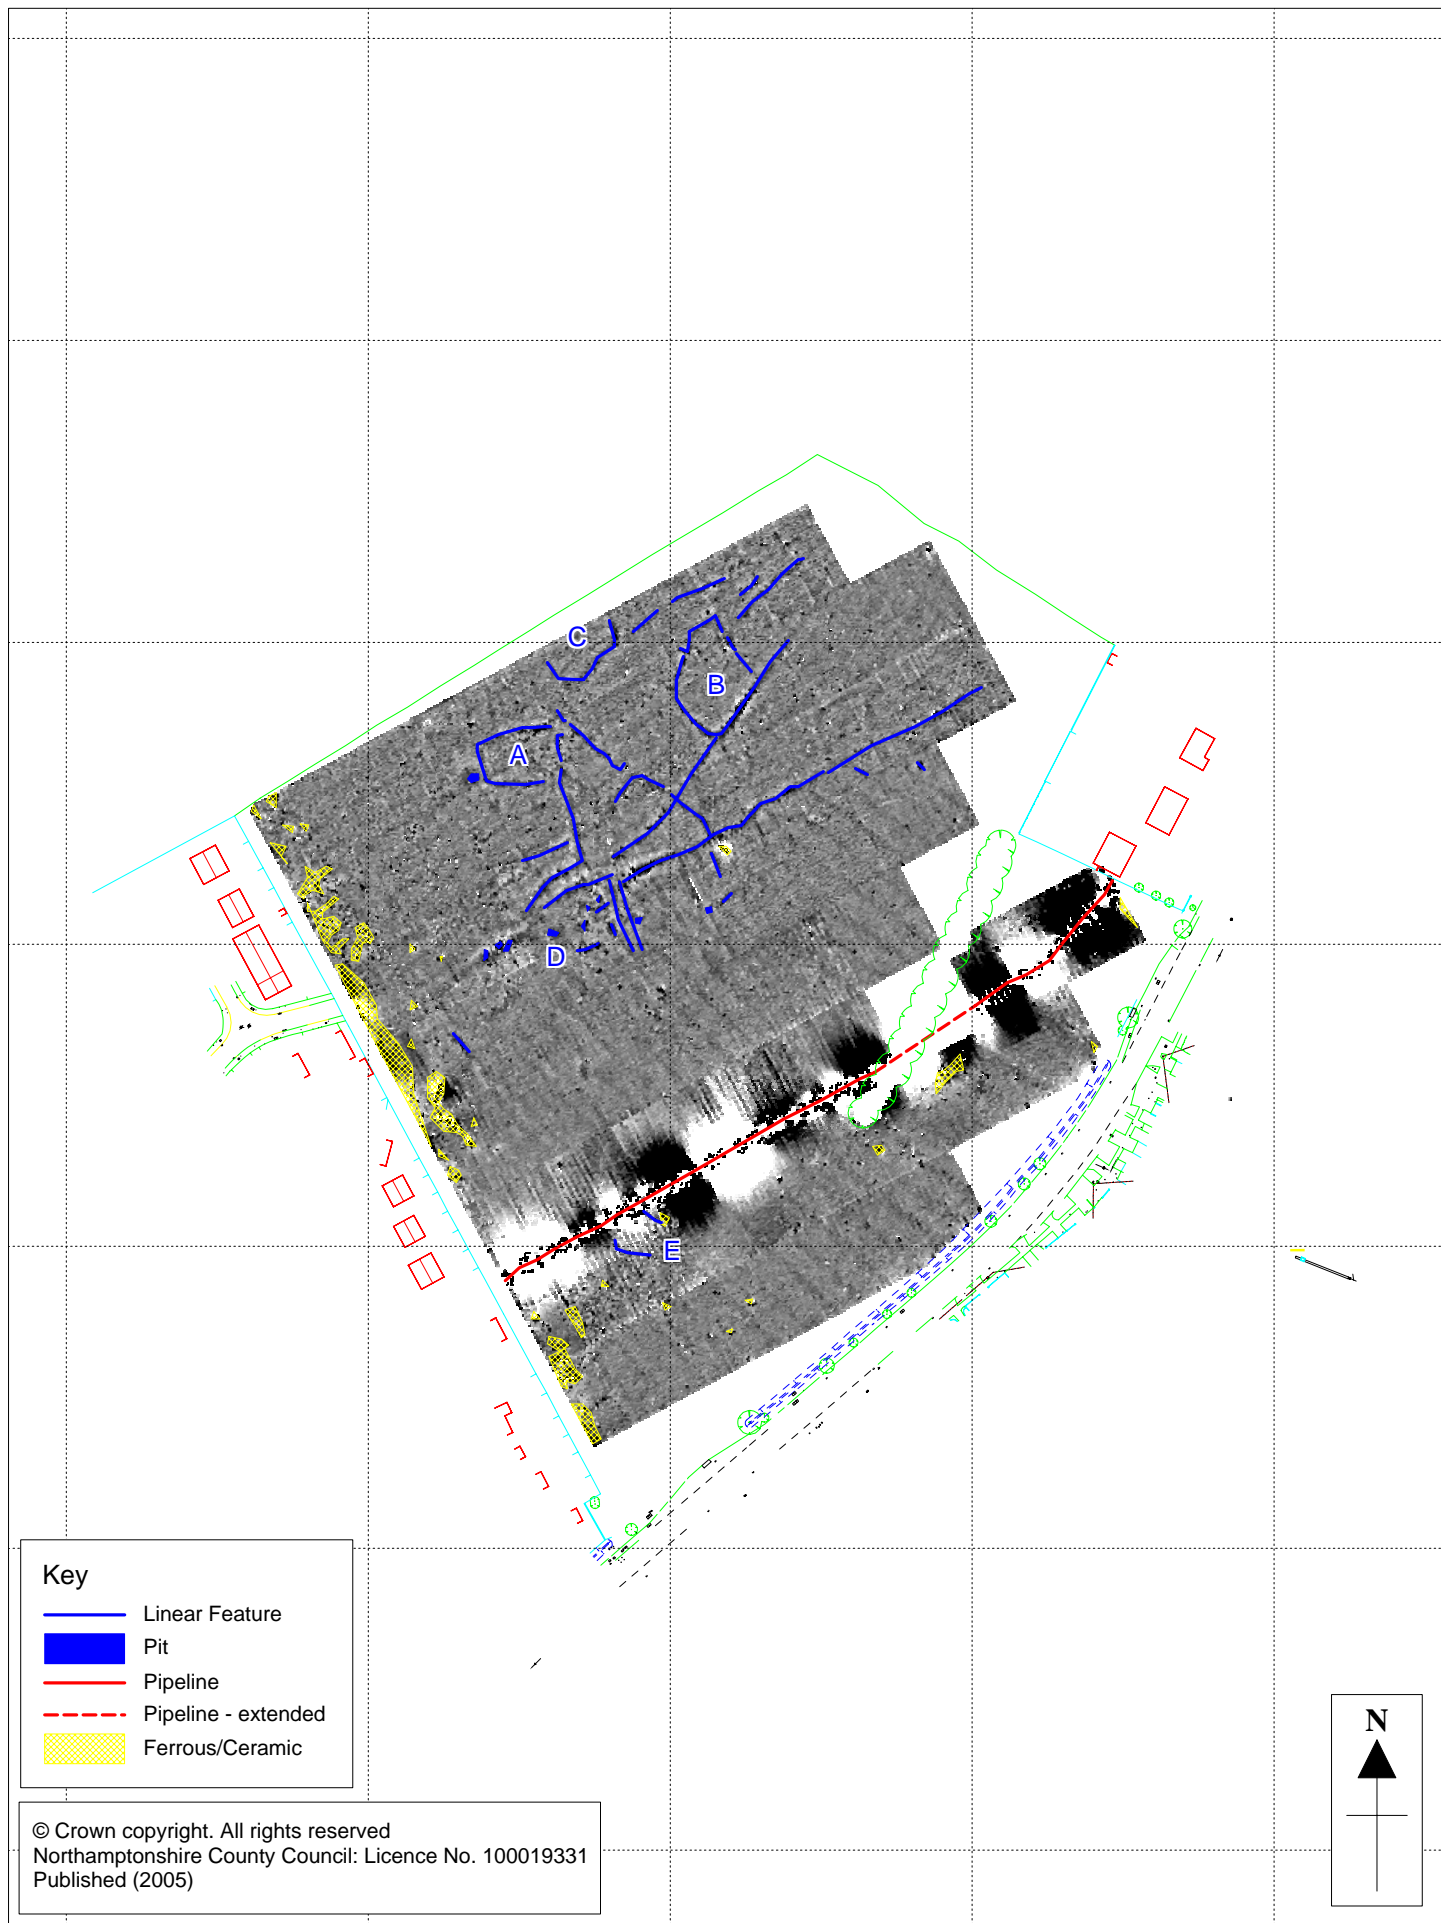 C
B
A
D
E
Key
Linear Feature
Pit
Pipeline
Pipeline - extended
Ferrous/Ceramic
© Crown copyright. All rights reserved
Northamptonshire County Council: Licence No. 100019331
Published (2005)
N